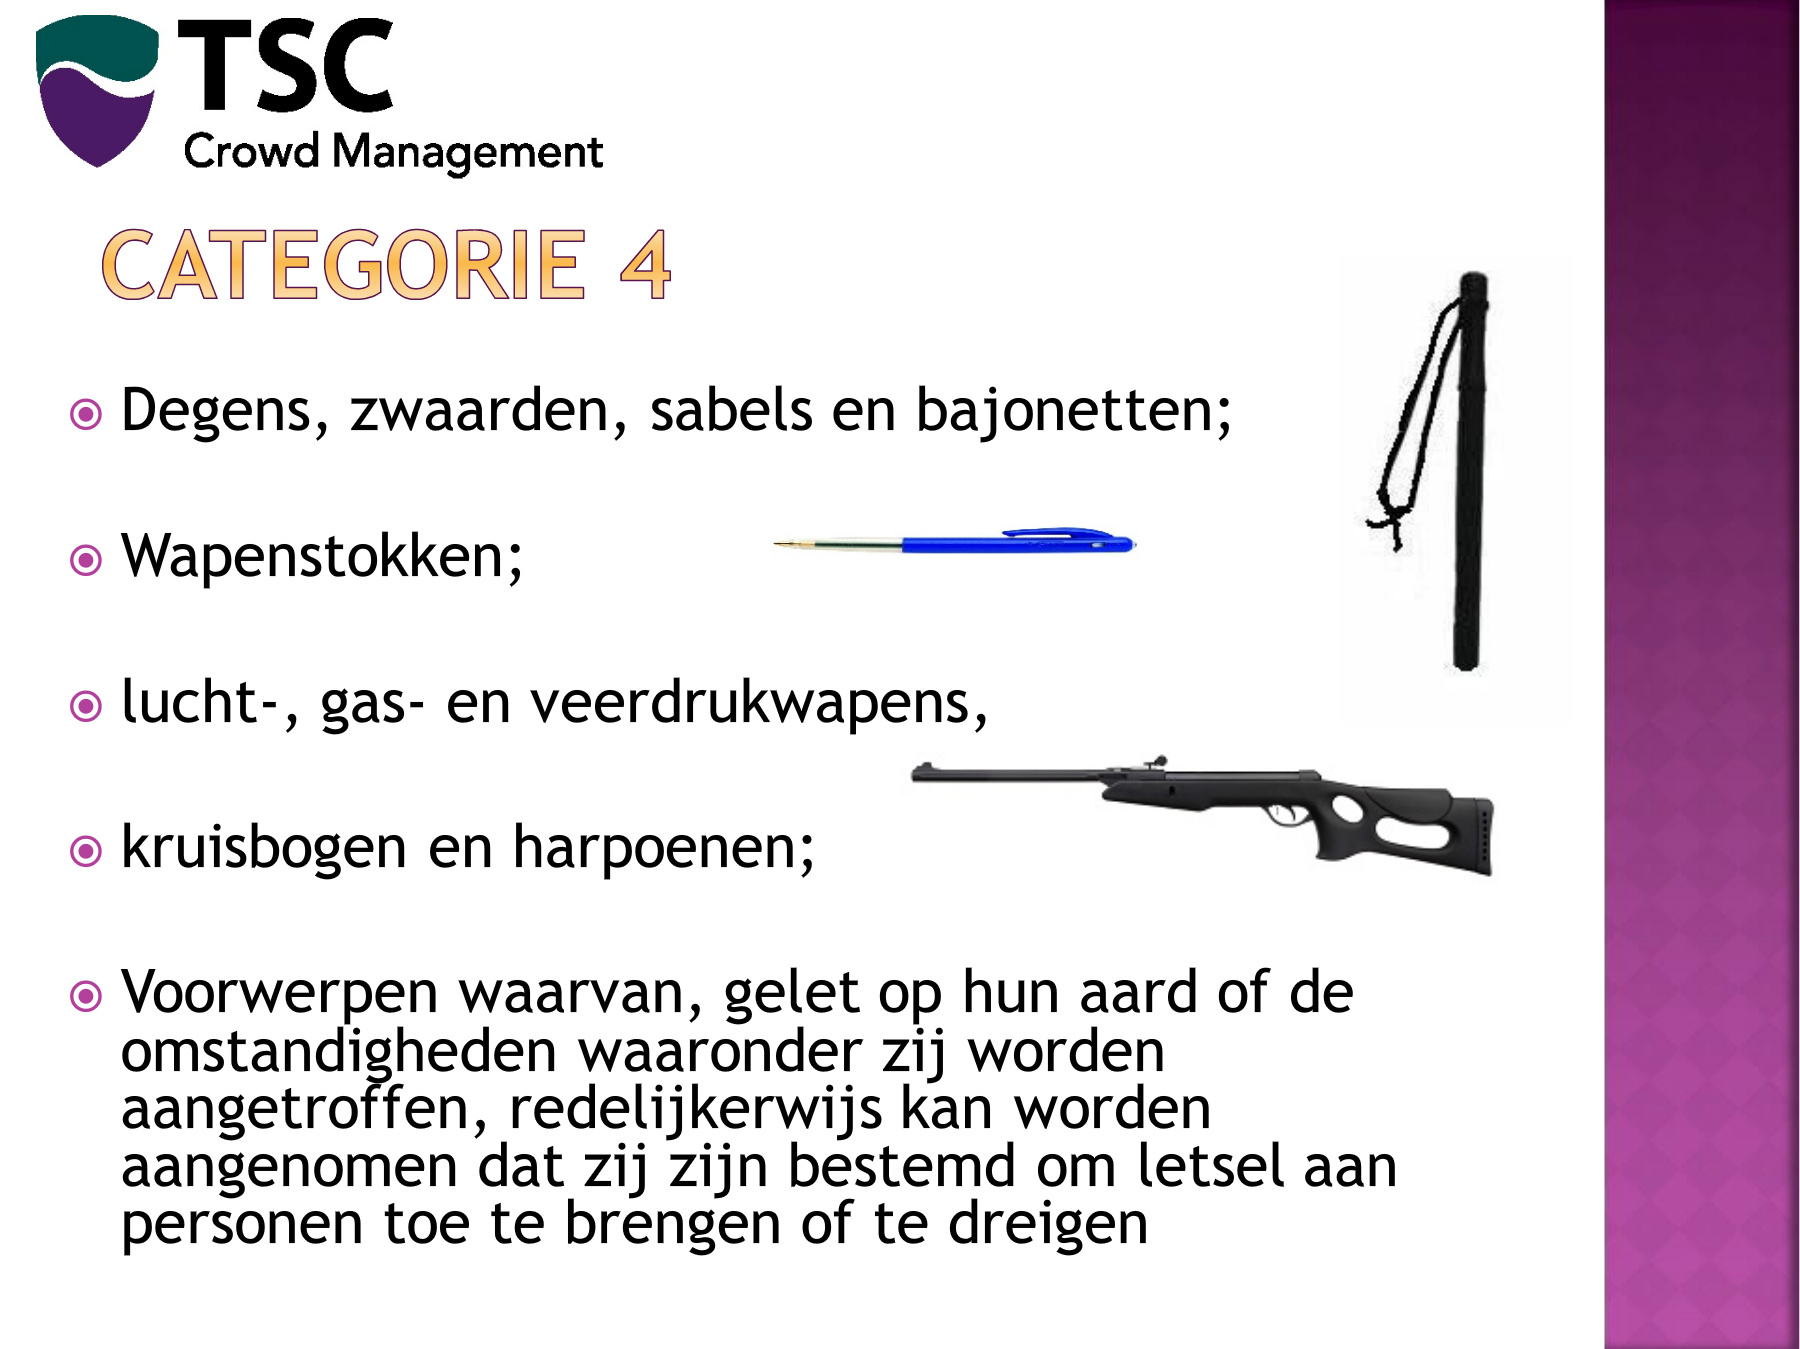 TSC
Crowd Management
CATEGORIE 4
Degens, zwaarden, sabels en bajonetten;
Wapenstokken;
lucht-, gas- en veerdrukwapens,
kruisbogen en harpoenen;
Voorwerpen waarvan, gelet op hun aard of de
omstandigheden waaronder zij worden
aangetroffen, redelijkerwijs kan worden
aangenomen dat zij zijn bestemd om letsel aan
personen toe te brengen of te dreigen